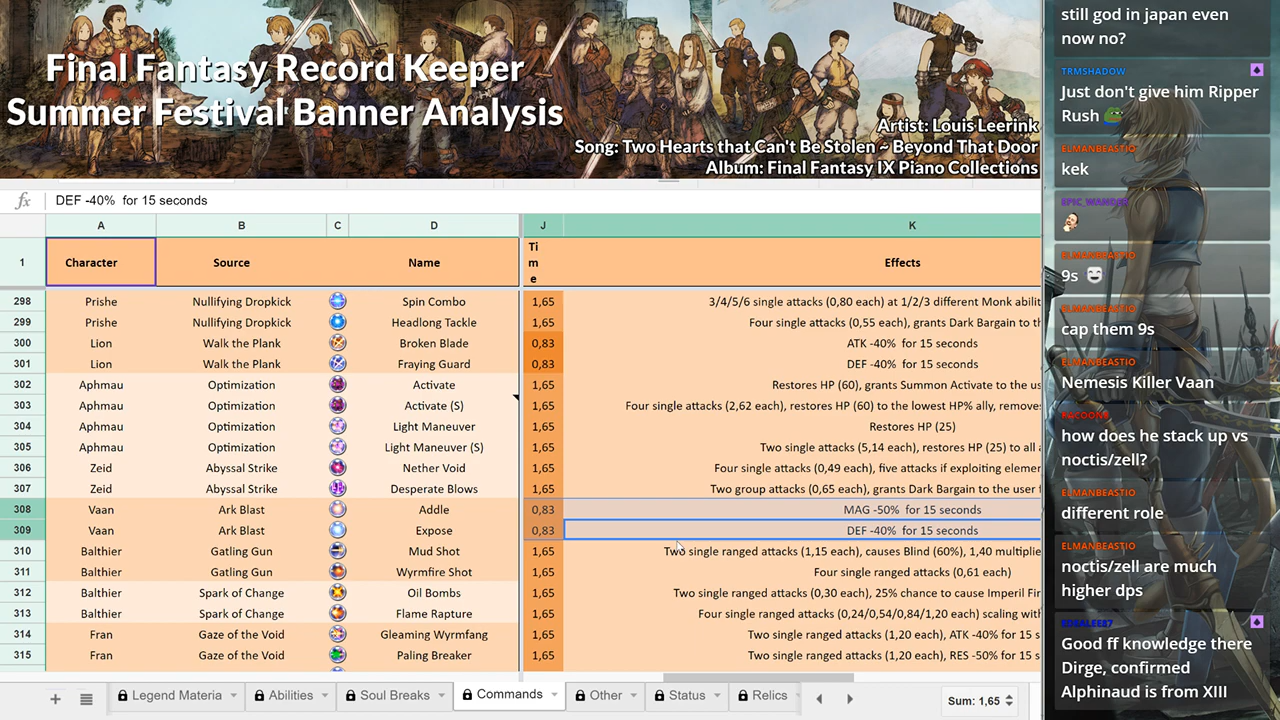 Final Fantasy Record Keeper
Summer Festival Banner Analysis
Artist: Louis Leerink
Song: Two Hearts that Can't Be Stolen ~ Beyond That Door
Album: Final Fantasy IX Piano Collections
fx DEF -40% for 15 seconds
A B C D J K
1 Character Source Name Time Effects
298 Prishe Nullifying Dropkick Spin Combo 1,65 3/4/5/6 single attacks (0,80 each) at 1/2/3 different Monk abilit
299 Prishe Nullifying Dropkick Headlong Tackle 1,65 Four single attacks (0,55 each), grants Dark Bargain to th
300 Lion Walk the Plank Broken Blade 0,83 ATK -40% for 15 seconds
301 Lion Walk the Plank Fraying Guard 0,83 DEF -40% for 15 seconds
302 Aphmau Optimization Activate 1,65 Restores HP (60), grants Summon Activate to the us
303 Aphmau Optimization Activate (S) 1,65 Four single attacks (2,62 each), restores HP (60) to the lowest HP% ally, remove
304 Aphmau Optimization Light Maneuver 1,65 Restores HP (25)
305 Aphmau Optimization Light Maneuver (S) 1,65 Two single attacks (5,14 each), restores HP (25) to all
306 Zeid Abyssal Strike Nether Void 1,65 Four single attacks (0,49 each), five attacks if exploiting elemen
307 Zeid Abyssal Strike Desperate Blows 1,65 Two group attacks (0,65 each), grants Dark Bargain to the user
308 Vaan Ark Blast Addle 0,83 MAG -50% for 15 seconds
309 Vaan Ark Blast Expose 0,83 DEF -40% for 15 seconds
310 Balthier Gatling Gun Mud Shot 1,65 Two single ranged attacks (1,15 each), causes Blind (60%), 1,40 multiplie
311 Balthier Gatling Gun Wyrmfire Shot 1,65 Four single ranged attacks (0,61 each)
312 Balthier Spark of Change Oil Bombs 1,65 Two single ranged attacks (0,30 each), 25% chance to cause Imperil Fir
313 Balthier Spark of Change Flame Rapture 1,65 Four single ranged attacks (0,24/0,54/0,84/1,20 each) scaling with
314 Fran Gaze of the Void Gleaming Wyrmfang 1,65 Two single ranged attacks (1,20 each), ATK -40% for 15 s
315 Fran Gaze of the Void Paling Breaker 1,65 Two single ranged attacks (1,20 each), RES -50% for 15 s
Legend Materia Abilities Soul Breaks Commands Other Status Relics Sum: 1,65
still god in japan even
now no?
TRMSHADOW
Just don't give him Ripper
Rush
ELMANBEASTIO
kek
EPIC_WANDER
ELMANBEASTIO
9s
ELMANBEASTIO
cap them 9s
ELMANBEASTIO
Nemesis Killer Vaan
how does he stack up vs
noctis/zell?
ELMANBEASTIO
different role
ELMANBEASTIO
noctis/zell are much
higher dps
Good ff knowledge there
Dirge, confirmed
Alphinaud is from XIII